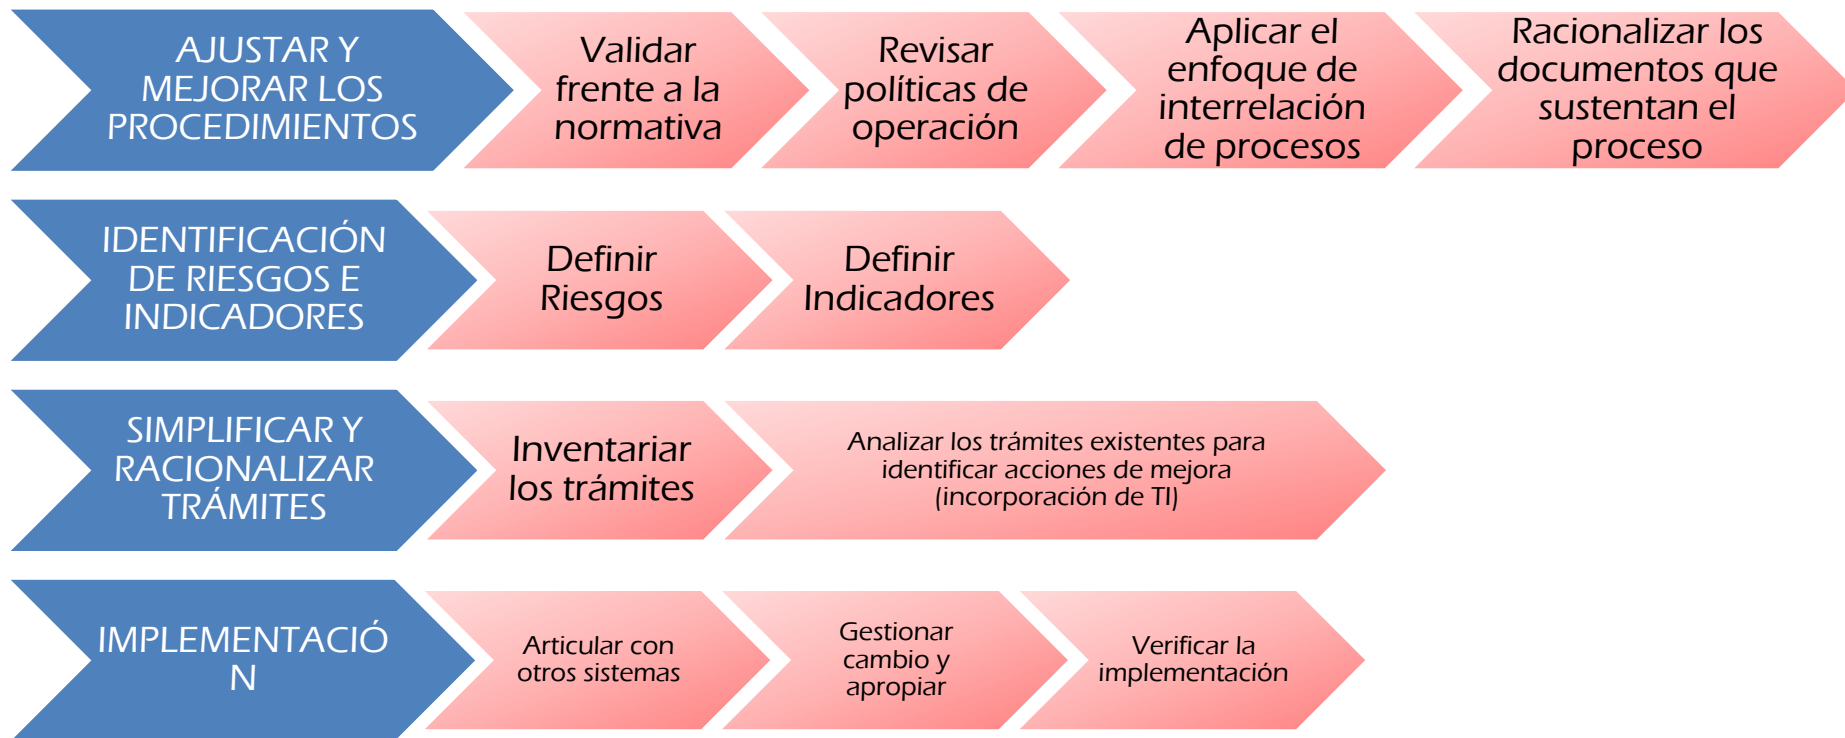 AJUSTAR Y
MEJORAR LOS
PROCEDIMIENTOS
Validar
frente a la
normativa
Revisar
políticas de
operación
Aplicar el
enfoque de
interrelación
de procesos
Racionalizar los
documentos que
sustentan el
proceso
IDENTIFICACIÓN
DE RIESGOS E
INDICADORES
Definir
Riesgos
Definir
Indicadores
SIMPLIFICAR Y
RACIONALIZAR
TRÁMITES
Inventariar
los trámites
Analizar los trámites existentes para
identificar acciones de mejora
(incorporación de TI)
IMPLEMENTACIÓ
N
Articular con
otros sistemas
Gestionar
cambio y
apropiar
Verificar la
implementación